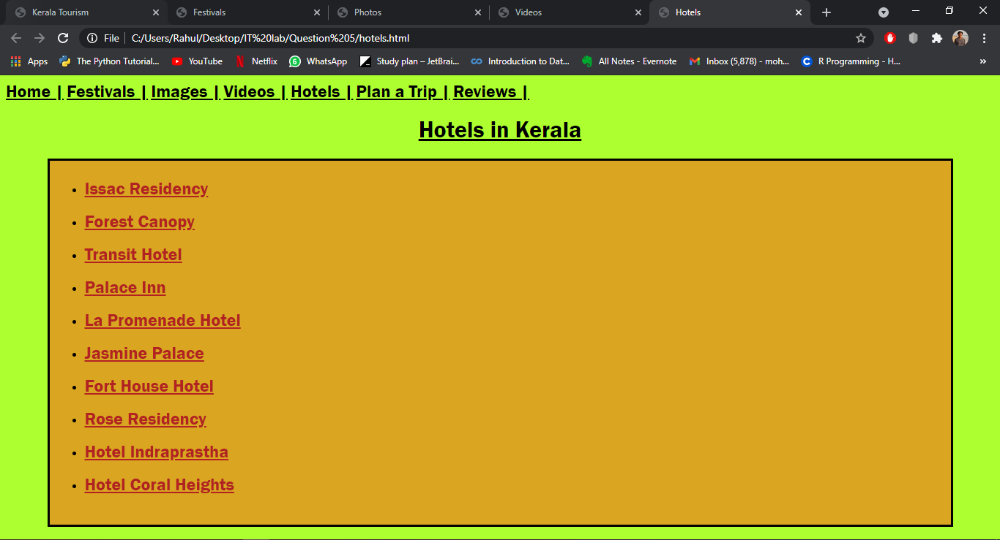 Kerala Tourism Festivals Photos Videos Hotels
File C:/Users/Rahul/Desktop/IT%20lab/Question%205/hotels.html
Apps The Python Tutorial... YouTube Netflix 6 WhatsApp Study plan – JetBrai... Introduction to Dat... All Notes - Evernote Inbox (5,878) - moh... C R Programming - H... »
Home | Festivals | Images | Videos | Hotels | Plan a Trip | Reviews |
Hotels in Kerala
• Issac Residency
• Forest Canopy
• Transit Hotel
• Palace Inn
• La Promenade Hotel
• Jasmine Palace
• Fort House Hotel
• Rose Residency
• Hotel Indraprastha
• Hotel Coral Heights